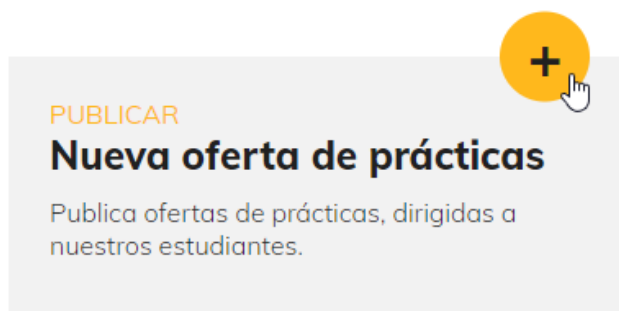 +
PUBLICAR
Nueva oferta de prácticas
Publica ofertas de prácticas, dirigidas a
nuestros estudiantes.